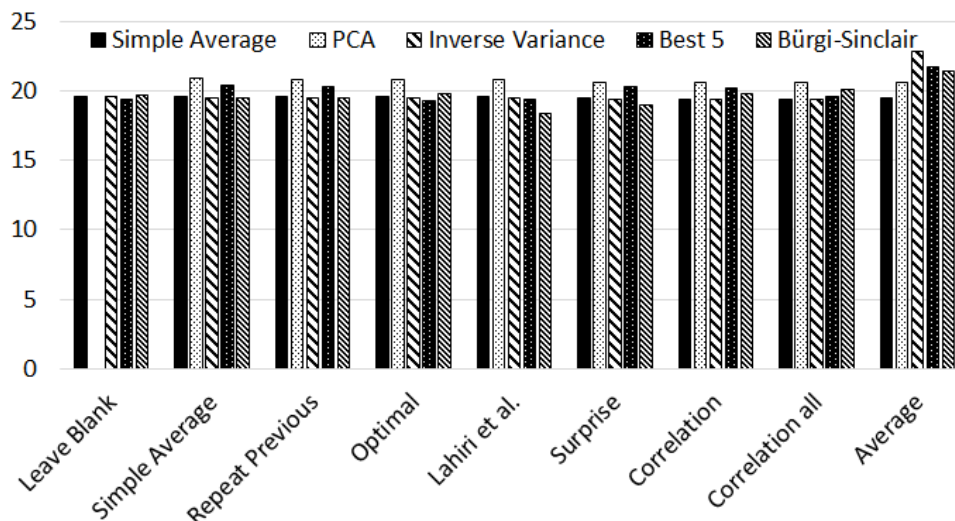 25
Simple Average PCA Inverse Variance Best 5 Bürgi-Sinclair
20
15
10
5
0
Leave Blank
Simple Average
Repeat Previous
Optimal
Lahiri et al.
Surprise
Correlation
Correlation all
Average